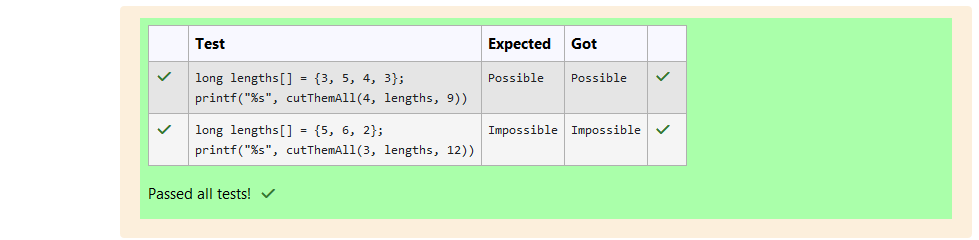 Test Expected Got
long lengths[] = {3, 5, 4, 3}; Possible Possible
printf("%s", cutThemAll(4, lengths, 9))
long lengths[] = {5, 6, 2}; Impossible Impossible
printf("%s", cutThemAll(3, lengths, 12))
Passed all tests!